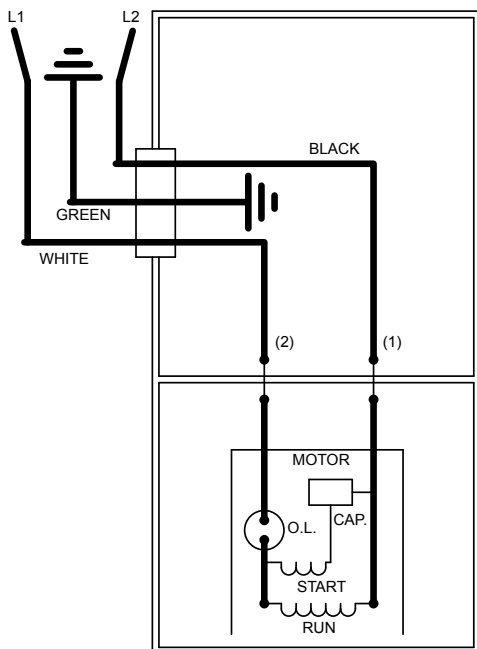 L1
L2
BLACK
GREEN
WHITE
(2)
(1)
MOTOR
CAP.
O.L.
START
RUN